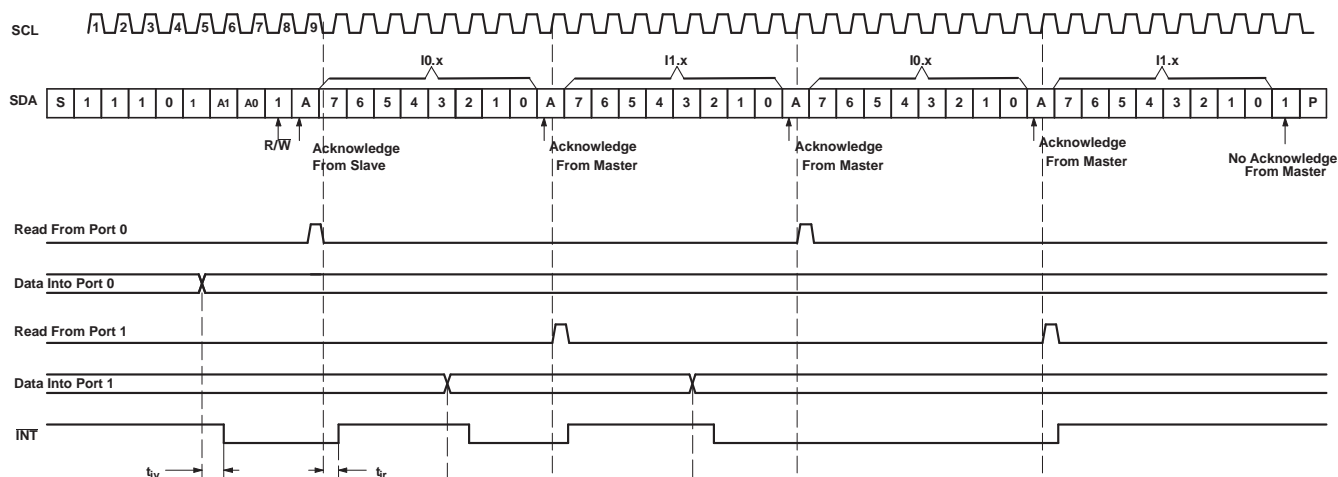 SCL 1 2 3 4 5 6 7 8 9
I0.x I1.x I0.x I1.x
SDA S 1 1 1 0 1 A1 A0 1 A 7 6 5 4 3 2 1 0 A 7 6 5 4 3 2 1 0 A 7 6 5 4 3 2 1 0 A 7 6 5 4 3 2 1 0 1 P
R/W̅
Acknowledge
From Slave
Acknowledge
From Master
Acknowledge
From Master
Acknowledge
From Master
No Acknowledge
From Master
Read From Port 0
Data Into Port 0
Read From Port 1
Data Into Port 1
I̅N̅T̅
tiv tir